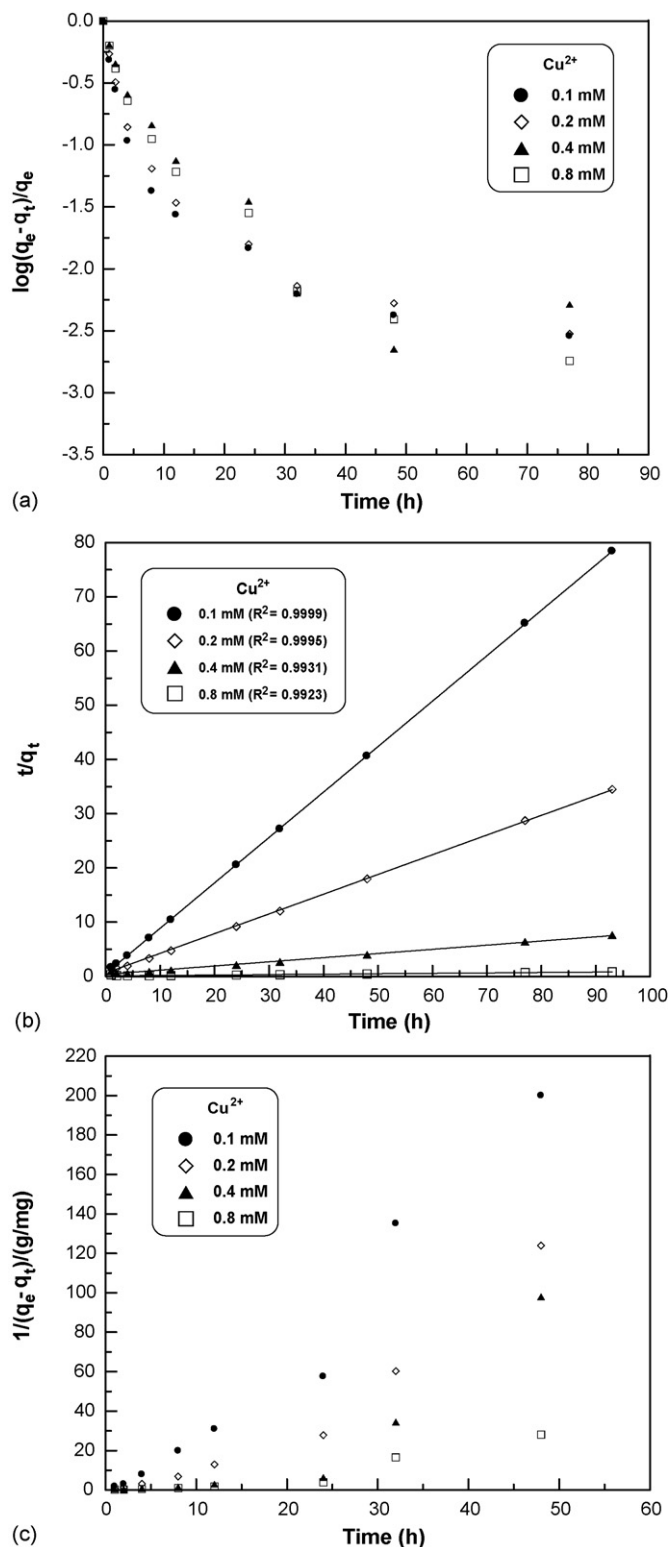 0.0
-0.5
-1.0
-1.5
-2.0
-2.5
-3.0
-3.5
log(qe-qt)/qe
Cu2+
0.1 mM
0.2 mM
0.4 mM
0.8 mM
0 10 20 30 40 50 60 70 80 90
Time (h)
(a)
80
70
60
50
40
30
20
10
0
t/qt
Cu2+
0.1 mM (R2= 0.9999)
0.2 mM (R2= 0.9995)
0.4 mM (R2= 0.9931)
0.8 mM (R2= 0.9923)
0 10 20 30 40 50 60 70 80 90 100
Time (h)
(b)
220
200
180
160
140
120
100
80
60
40
20
0
1/(qe-qt)/(g/mg)
Cu2+
0.1 mM
0.2 mM
0.4 mM
0.8 mM
0 10 20 30 40 50 60
Time (h)
(c)